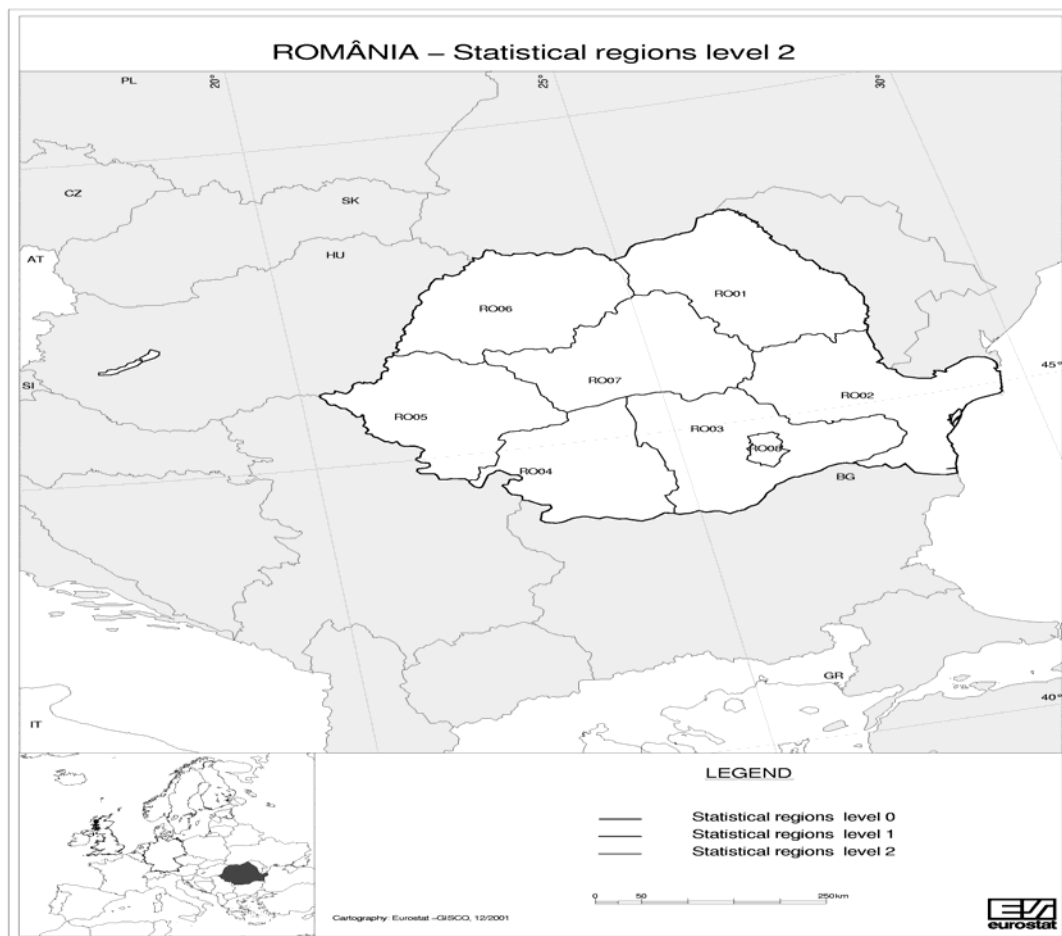 ROMÂNIA – Statistical regions level 2
PL
20°
25°
30°
CZ
SK
AT
HU
RO01
RO06
45°
SI
RO07
RO02
RO05
RO03
RO08
RO04
BG
GR
40°
IT
LEGEND
Statistical regions level 0
Statistical regions level 1
Statistical regions level 2
0 50 250km
Cartography: Eurostat –GISCO, 12/2001
eurostat